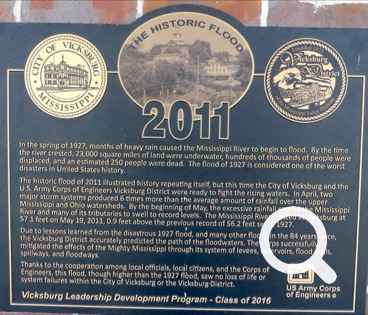 CITY OF VICKSBURG
MISSISSIPPI
THE HISTORIC FLOOD
Vicksburg
District
2011
In the spring of 1927, months of heavy rain caused the Mississippi River to begin to flood. By the time
the river crested, 23,000 square miles of land were underwater, hundreds of thousands of people were
displaced, and an estimated 250 people were dead. The flood of 1927 is considered one of the worst
disasters in United States history.
The historic flood of 2011 illustrated history repeating itself, but this time the City of Vicksburg and the
U.S. Army Corps of Engineers Vicksburg District were ready to fight the rising waters. In April, two
major storm systems produced 6 times more than the average amount of rainfall over the upper
Mississippi and Ohio watersheds. By the beginning of May, the excessive rainfall Mississippi
River and many of its tributaries to swell to record levels. The Mississippi River at
57.1 feet on May 19, 2011, 0.9 feet above the previous record of 56.2 feet 1927.
Due to lessons learned from the disastrous 1927 flood, and many other floods in the 84 years since,
the Vicksburg District accurately predicted the path of the floodwaters. The Corps successfully
mitigated the effects of the Mighty Mississippi through its system of levees, floodways,
spillways, and floodways.
Thanks to the cooperation among local officials, local citizens, and the Corps of
Engineers, this flood, though higher than the 1927 flood, saw no loss of life or
system failures within the City of Vicksburg or the Vicksburg District.
Vicksburg Leadership Development Program - Class of 2016
US Army Corps
of Engineers